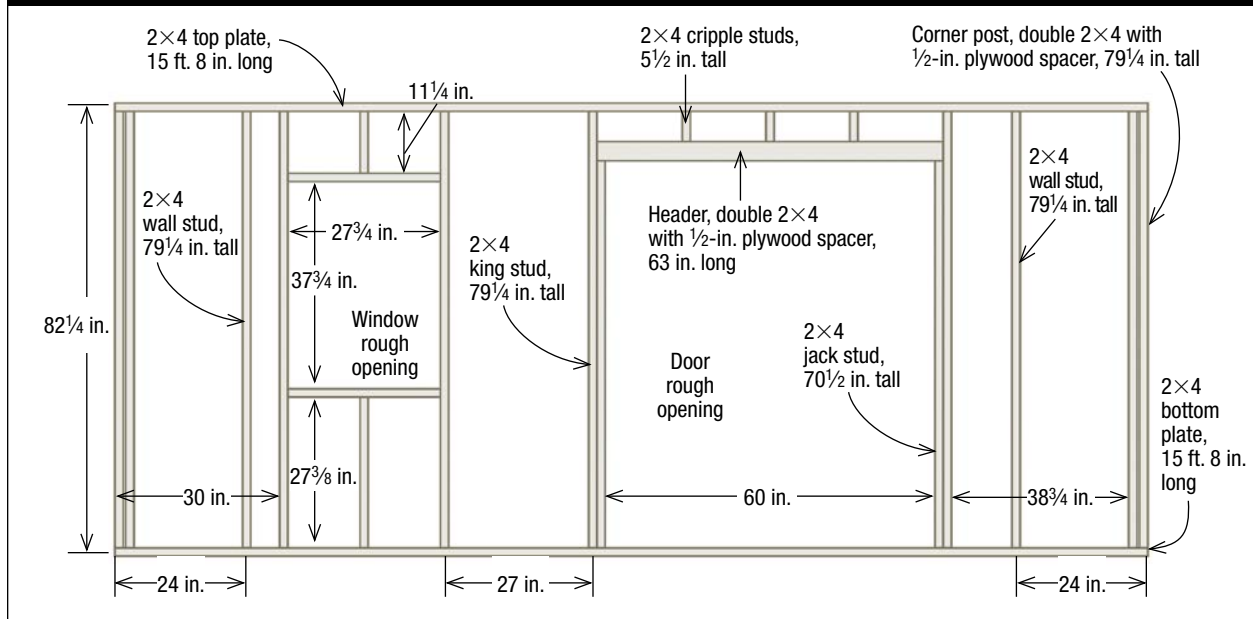 2×4 top plate,
15 ft. 8 in. long
2×4 cripple studs,
5½ in. tall
Corner post, double 2×4 with
½-in. plywood spacer, 79¼ in. tall
11¼ in.
2×4
wall stud,
79¼ in. tall
27¾ in.
37¾ in.
Window
rough
opening
2×4
king stud,
79¼ in. tall
Header, double 2×4
with ½-in. plywood spacer,
63 in. long
2×4
wall stud,
79¼ in. tall
82¼ in.
Door
rough
opening
2×4
jack stud,
70½ in. tall
2×4
bottom
plate,
15 ft. 8 in.
long
27⅜ in.
30 in.
60 in.
38¾ in.
24 in.
27 in.
24 in.